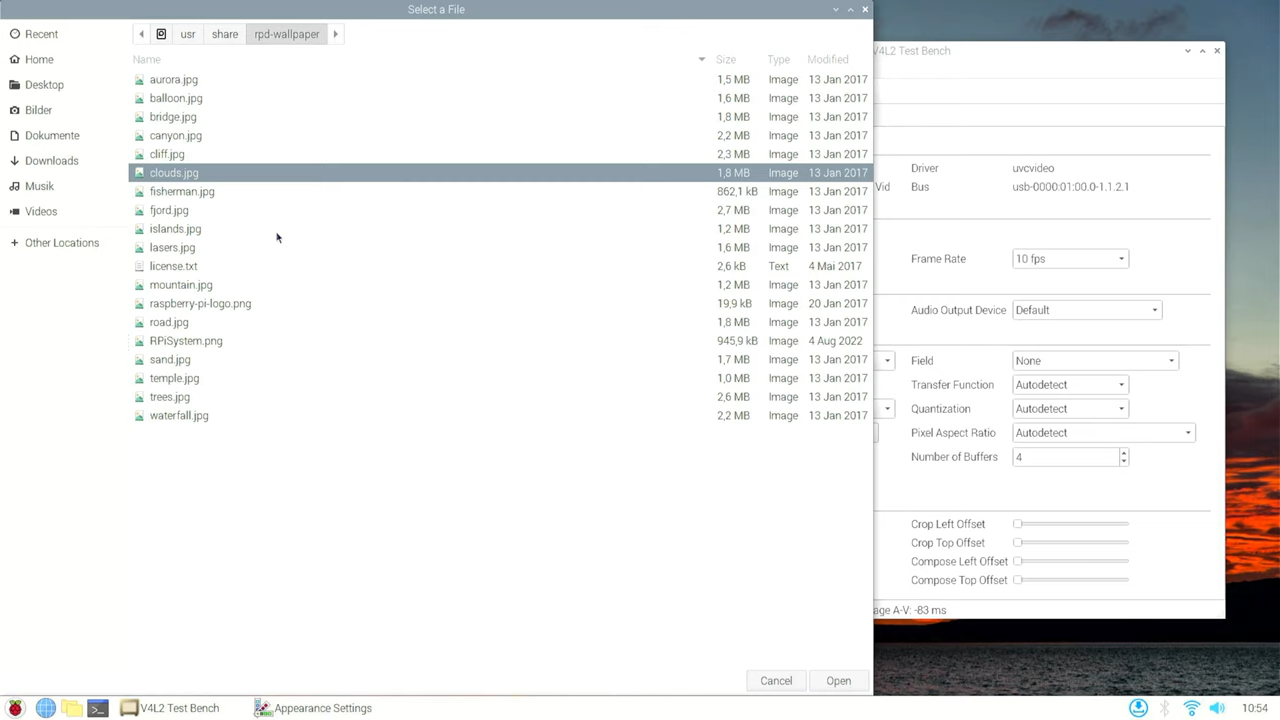 Select a File
V4L2 Test Bench
Recent
Home
Desktop
Bilder
Dokumente
Downloads
Musik
Videos
Other Locations
usr
share
rpd-wallpaper
Name Size Type Modified
aurora.jpg 1,5 MB Image 13 Jan 2017
balloon.jpg 1,6 MB Image 13 Jan 2017
bridge.jpg 1,8 MB Image 13 Jan 2017
canyon.jpg 2,2 MB Image 13 Jan 2017
cliff.jpg 2,3 MB Image 13 Jan 2017
clouds.jpg 1,8 MB Image 13 Jan 2017
fisherman.jpg 862,1 kB Image 13 Jan 2017
fjord.jpg 2,7 MB Image 13 Jan 2017
islands.jpg 1,2 MB Image 13 Jan 2017
lasers.jpg 1,6 MB Image 13 Jan 2017
license.txt 2,6 kB Text 4 Mai 2017
mountain.jpg 1,2 MB Image 13 Jan 2017
raspberry-pi-logo.png 19,9 kB Image 20 Jan 2017
road.jpg 1,8 MB Image 13 Jan 2017
RPiSystem.png 945,9 kB Image 4 Aug 2022
sand.jpg 1,7 MB Image 13 Jan 2017
temple.jpg 1,0 MB Image 13 Jan 2017
trees.jpg 2,6 MB Image 13 Jan 2017
waterfall.jpg 2,2 MB Image 13 Jan 2017
Cancel Open
Driver uvcvideo
Vid Bus usb-0000:01:00.0-1.1.2.1
Frame Rate 10 fps
Audio Output Device Default
Field None
Transfer Function Autodetect
Quantization Autodetect
Pixel Aspect Ratio Autodetect
Number of Buffers 4
Crop Left Offset
Crop Top Offset
Compose Left Offset
Compose Top Offset
age A-V: -83 ms
V4L2 Test Bench
Appearance Settings
10:54